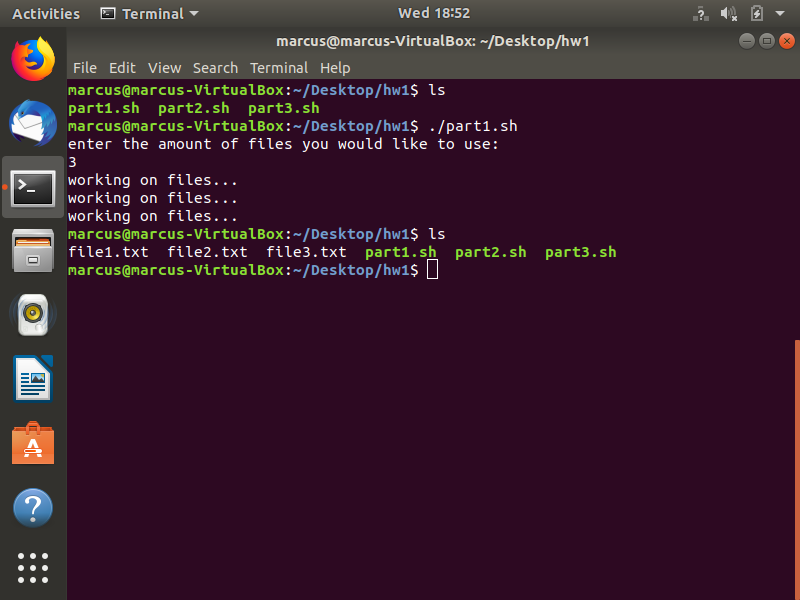 Activities Terminal Wed 18:52
marcus@marcus-VirtualBox: ~/Desktop/hw1
File Edit View Search Terminal Help
marcus@marcus-VirtualBox:~/Desktop/hw1$ ls
part1.sh part2.sh part3.sh
marcus@marcus-VirtualBox:~/Desktop/hw1$ ./part1.sh
enter the amount of files you would like to use:
3
working on files...
working on files...
working on files...
marcus@marcus-VirtualBox:~/Desktop/hw1$ ls
file1.txt file2.txt file3.txt part1.sh part2.sh part3.sh
marcus@marcus-VirtualBox:~/Desktop/hw1$